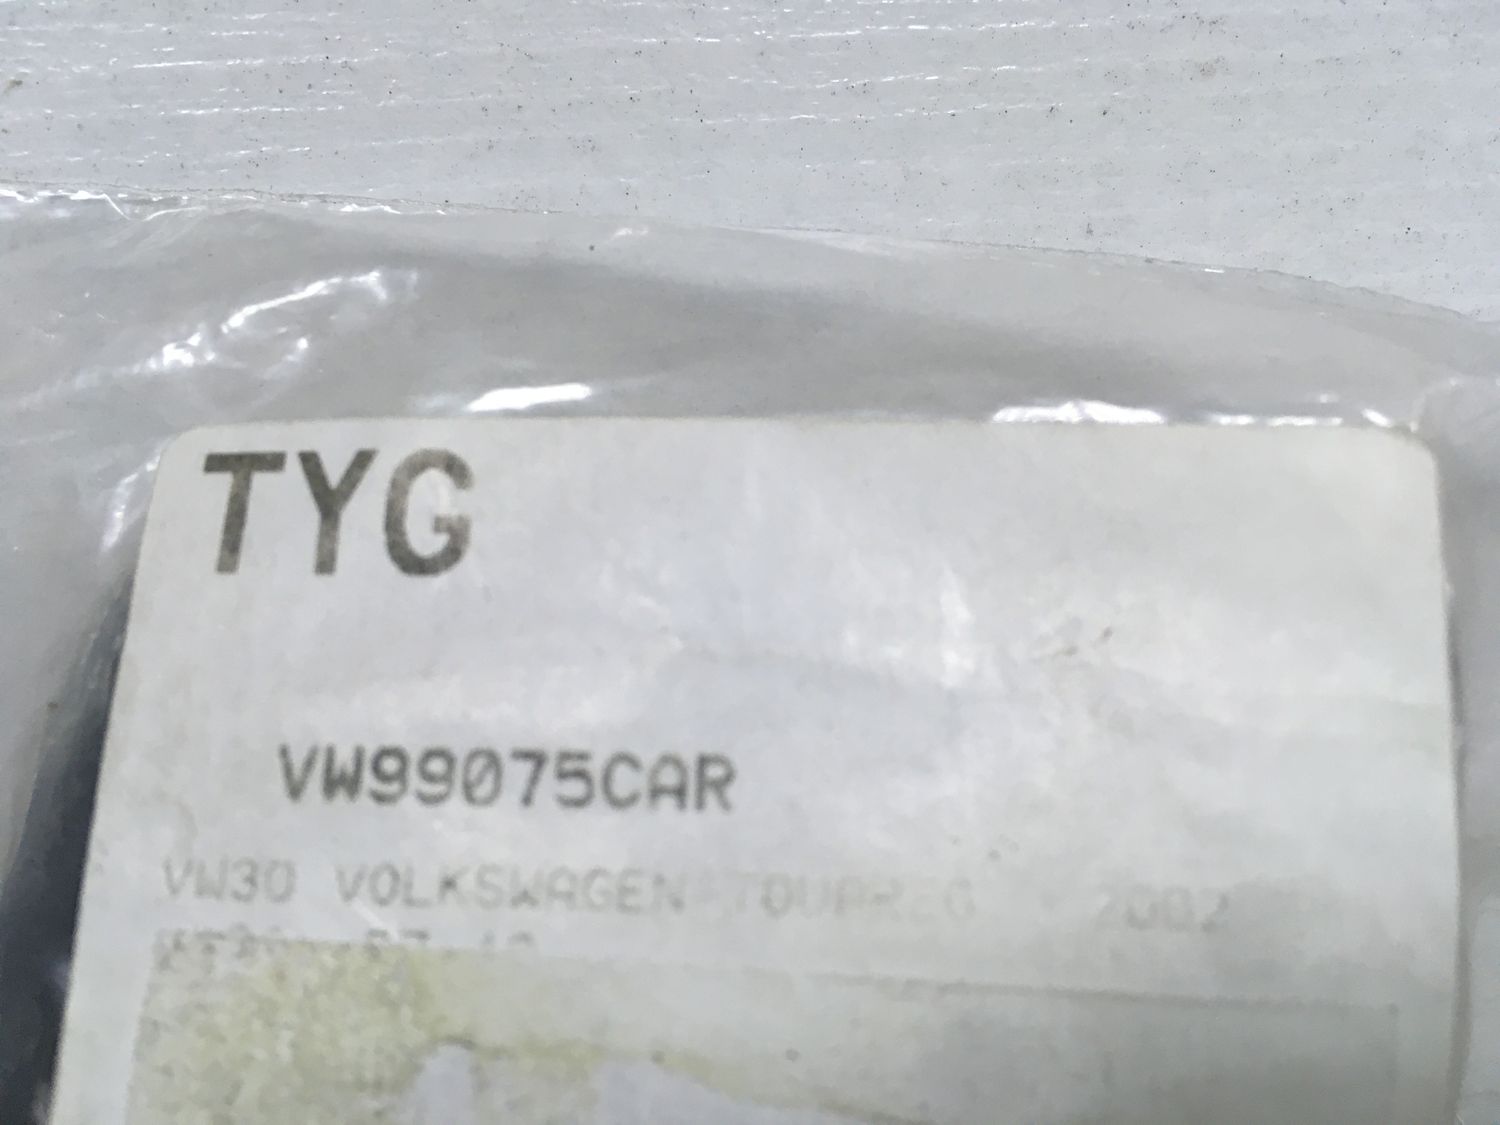 TYG
VW99075CAR
VW30 VOLKSWAGEN TOUAREG 2002